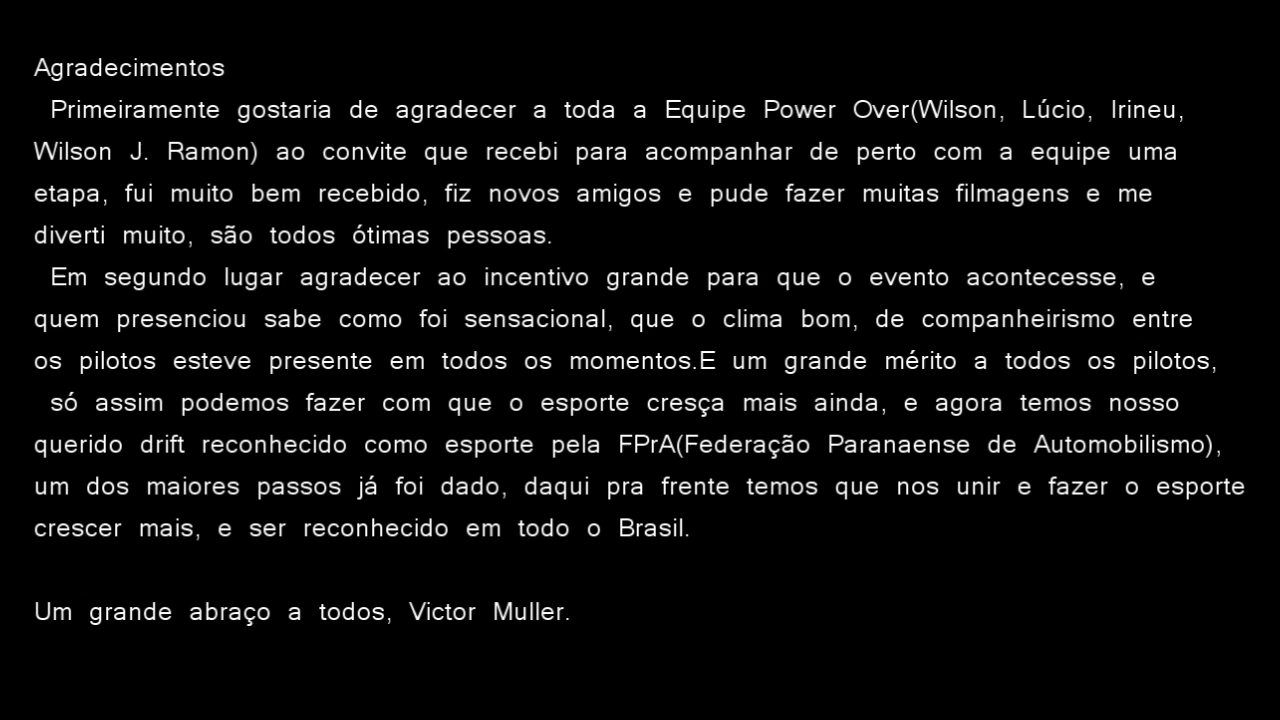 Agradecimentos
Primeiramente gostaria de agradecer a toda a Equipe Power Over(Wilson, Lúcio, Irineu,
Wilson J. Ramon) ao convite que recebi para acompanhar de perto com a equipe uma
etapa, fui muito bem recebido, fiz novos amigos e pude fazer muitas filmagens e me
diverti muito, são todos ótimas pessoas.
Em segundo lugar agradecer ao incentivo grande para que o evento acontecesse, e
quem presenciou sabe como foi sensacional, que o clima bom, de companheirismo entre
os pilotos esteve presente em todos os momentos.E um grande mérito a todos os pilotos,
só assim podemos fazer com que o esporte cresça mais ainda, e agora temos nosso
querido drift reconhecido como esporte pela FPrA(Federação Paranaense de Automobilismo),
um dos maiores passos já foi dado, daqui pra frente temos que nos unir e fazer o esporte
crescer mais, e ser reconhecido em todo o Brasil.
Um grande abraço a todos, Victor Muller.